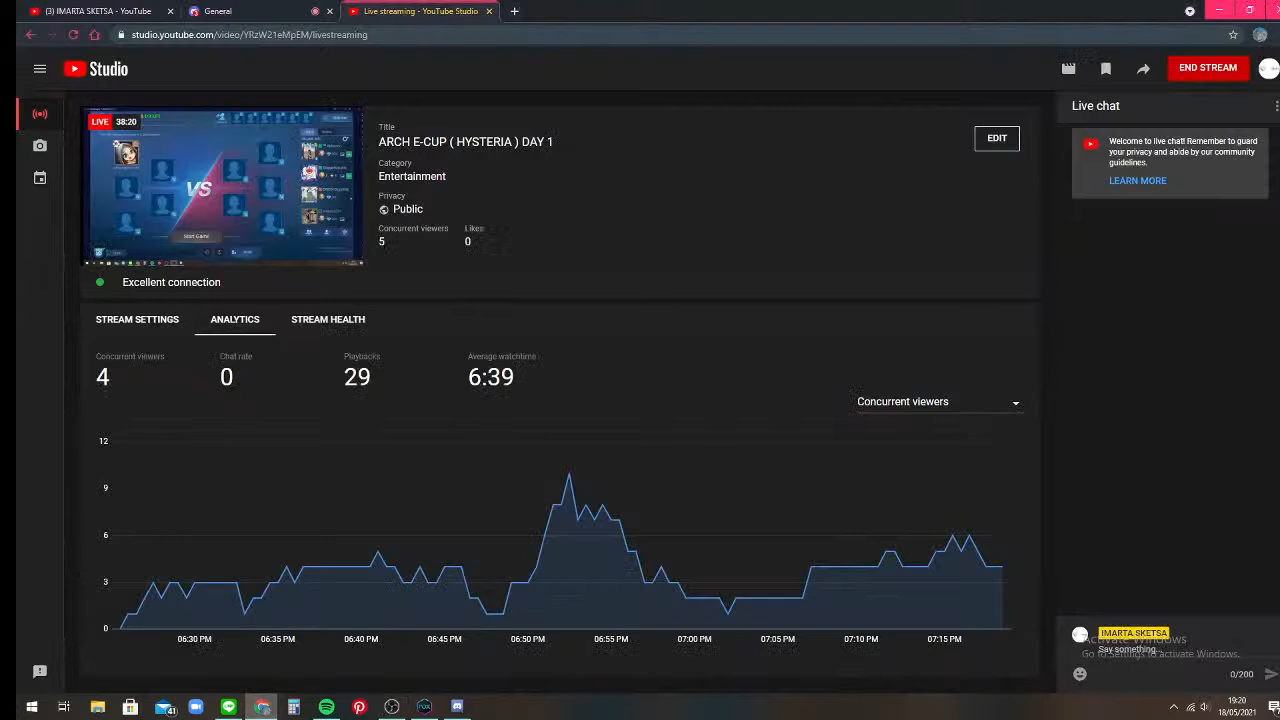 (3) IMARTA SKETSA - YouTube
General
Live streaming - YouTube Studio
studio.youtube.com/video/YRzW21eMpEM/livestreaming
Studio
END STREAM
LIVE 38:20
VS
Start Game
Title
ARCH E-CUP ( HYSTERIA ) DAY 1
Category
Entertainment
Privacy
Public
Concurrent viewers Likes
5 0
EDIT
Live chat
Welcome to live chat! Remember to guard
your privacy and abide by our community
guidelines.
LEARN MORE
Excellent connection
STREAM SETTINGS ANALYTICS STREAM HEALTH
Concurrent viewers Chat rate Playbacks Average watchtime
4 0 29 6:39
Concurrent viewers
12
9
6
3
0
06:30 PM 06:35 PM 06:40 PM 06:45 PM 06:50 PM 06:55 PM 07:00 PM 07:05 PM 07:10 PM 07:15 PM
IMARTA SKETSA
Activate Windows
Say something...
Go to Settings to activate Windows.
0/200
41
NOX
19:20
18/05/2021